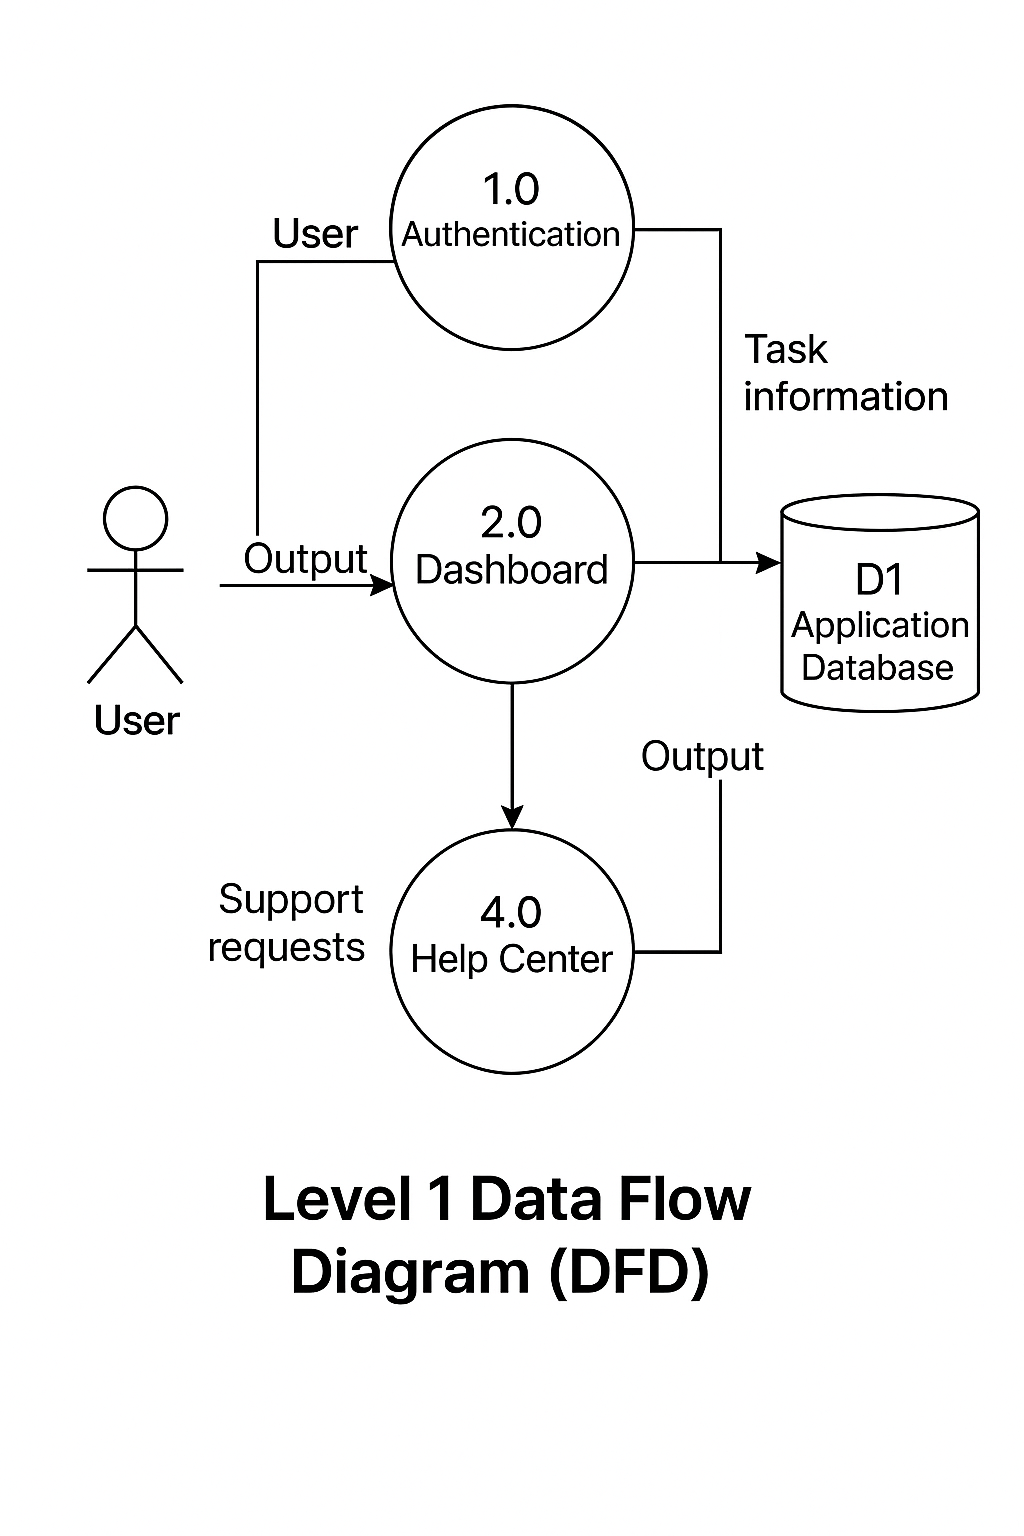 1.0
Authentication
User
Task
information
2.0
Dashboard
Output
User
D1
Application
Database
Output
Support
requests
4.0
Help Center
Level 1 Data Flow
Diagram (DFD)